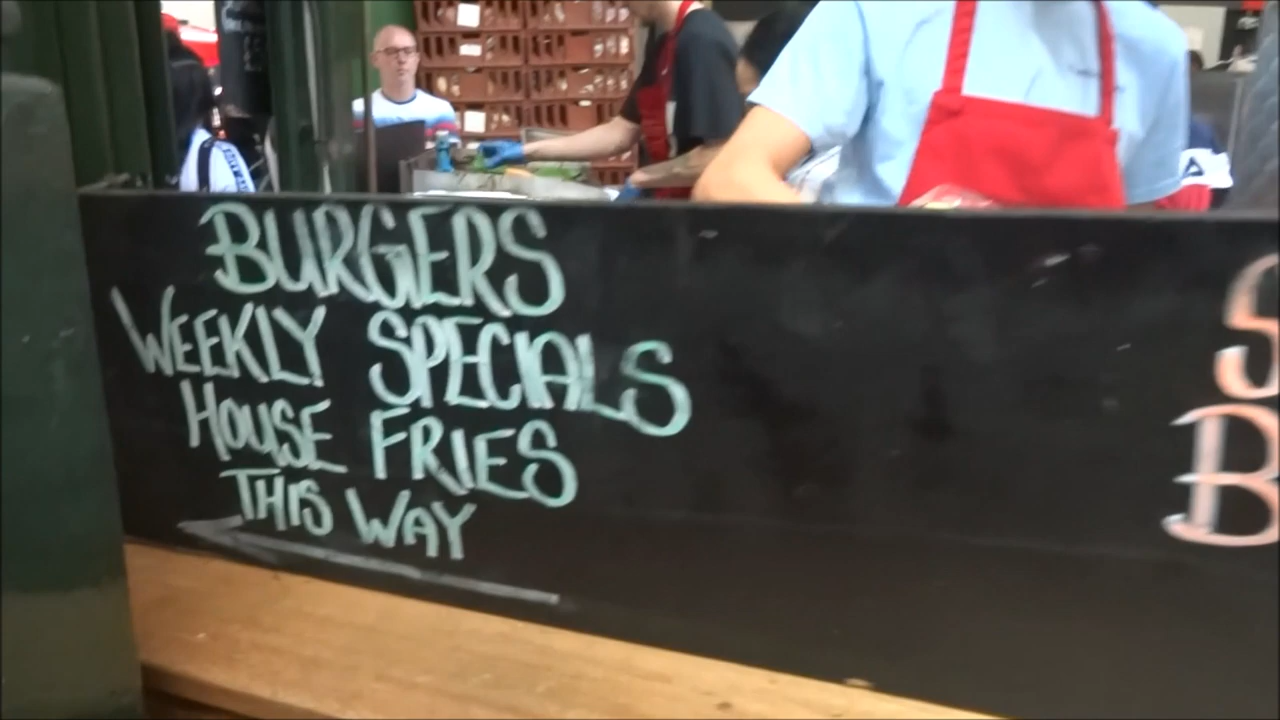 BURGERS
WEEKLY SPECIALS
HOUSE FRIES
THIS WAY
S
B